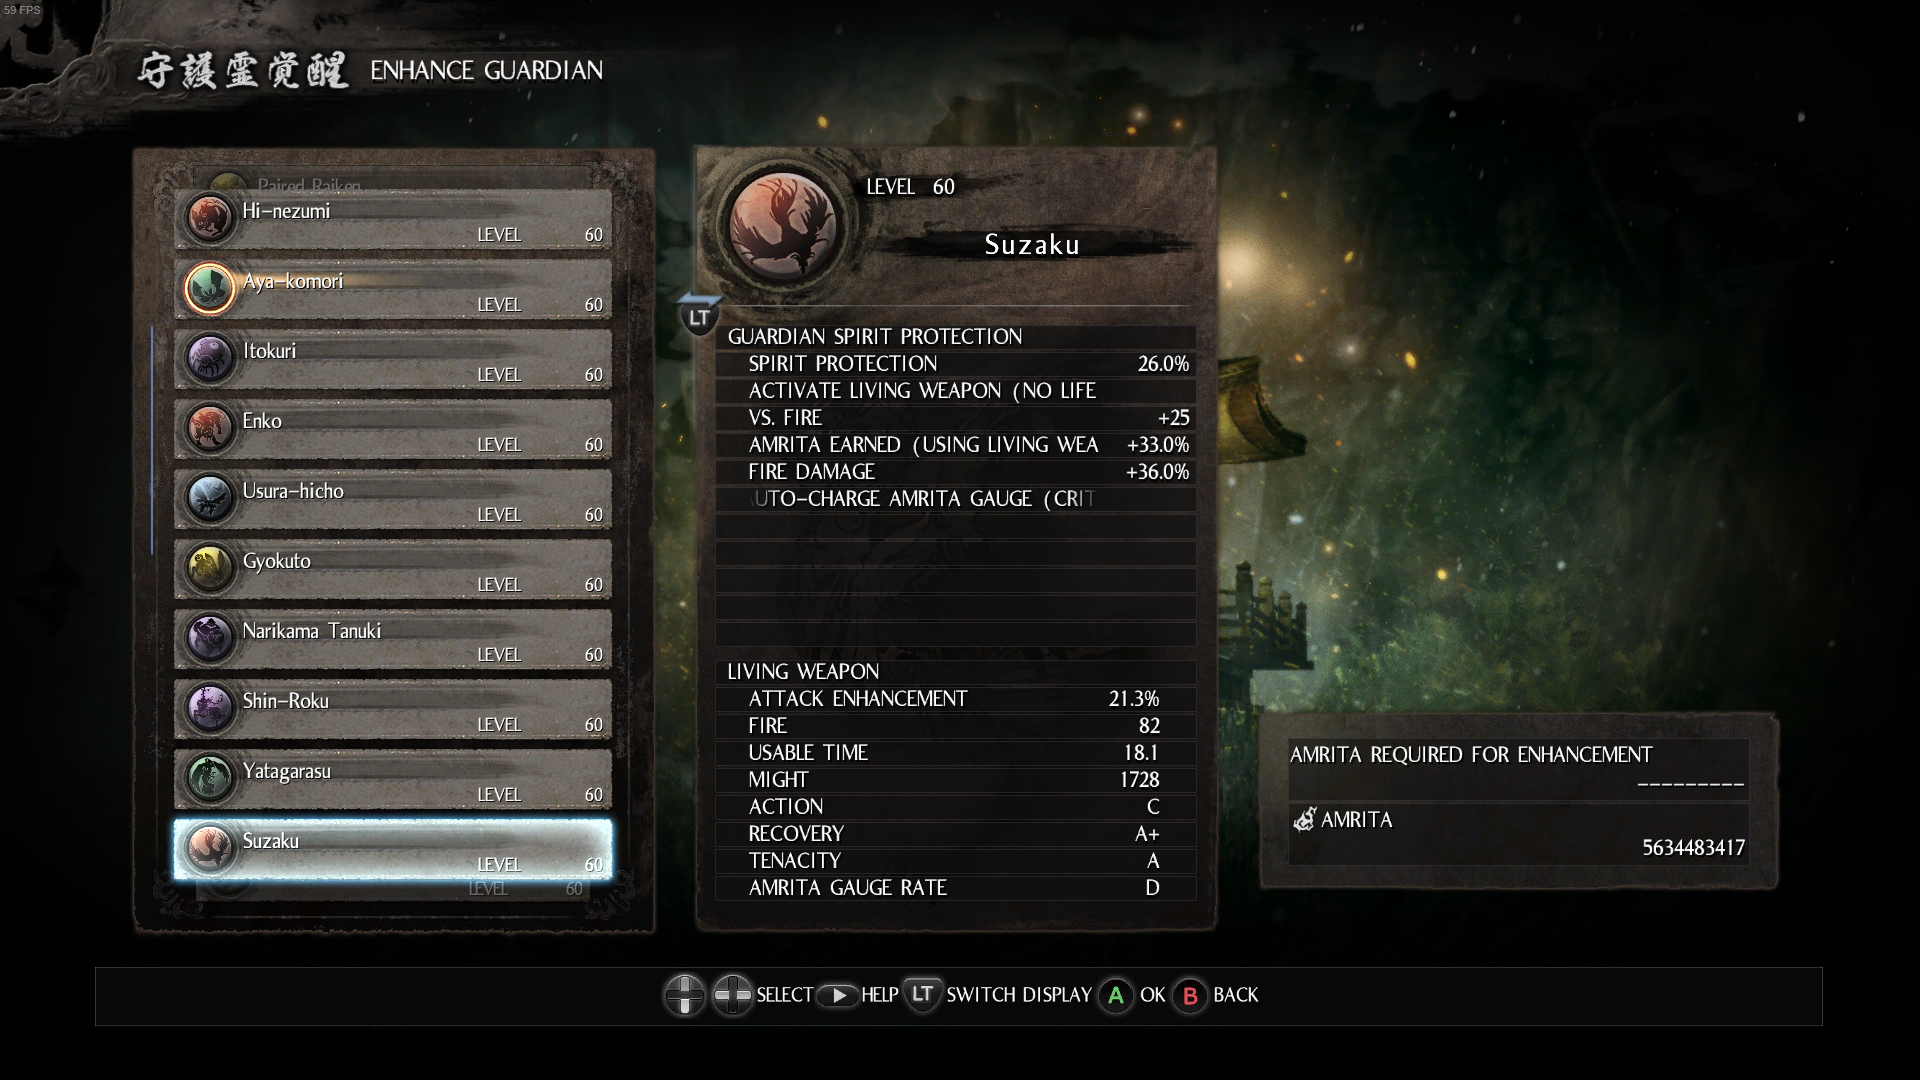 59 FPS
守護霊覚醒 ENHANCE GUARDIAN
Paired Raiken
Hi-nezumi
LEVEL 60
Aya-komori
LEVEL 60
Itokuri
LEVEL 60
Enko
LEVEL 60
Usura-hicho
LEVEL 60
Gyokuto
LEVEL 60
Narikama Tanuki
LEVEL 60
Shin-Roku
LEVEL 60
Yatagarasu
LEVEL 60
Suzaku
LEVEL 60
LEVEL 60
LEVEL 60
Suzaku
LT
GUARDIAN SPIRIT PROTECTION
SPIRIT PROTECTION 26.0%
ACTIVATE LIVING WEAPON (NO LIFE
VS. FIRE +25
AMRITA EARNED (USING LIVING WEA +33.0%
FIRE DAMAGE +36.0%
UTO-CHARGE AMRITA GAUGE (CRIT
LIVING WEAPON
ATTACK ENHANCEMENT 21.3%
FIRE 82
USABLE TIME 18.1
MIGHT 1728
ACTION C
RECOVERY A+
TENACITY A
AMRITA GAUGE RATE D
AMRITA REQUIRED FOR ENHANCEMENT
---------
AMRITA
5634483417
SELECT HELP LT SWITCH DISPLAY A OK B BACK